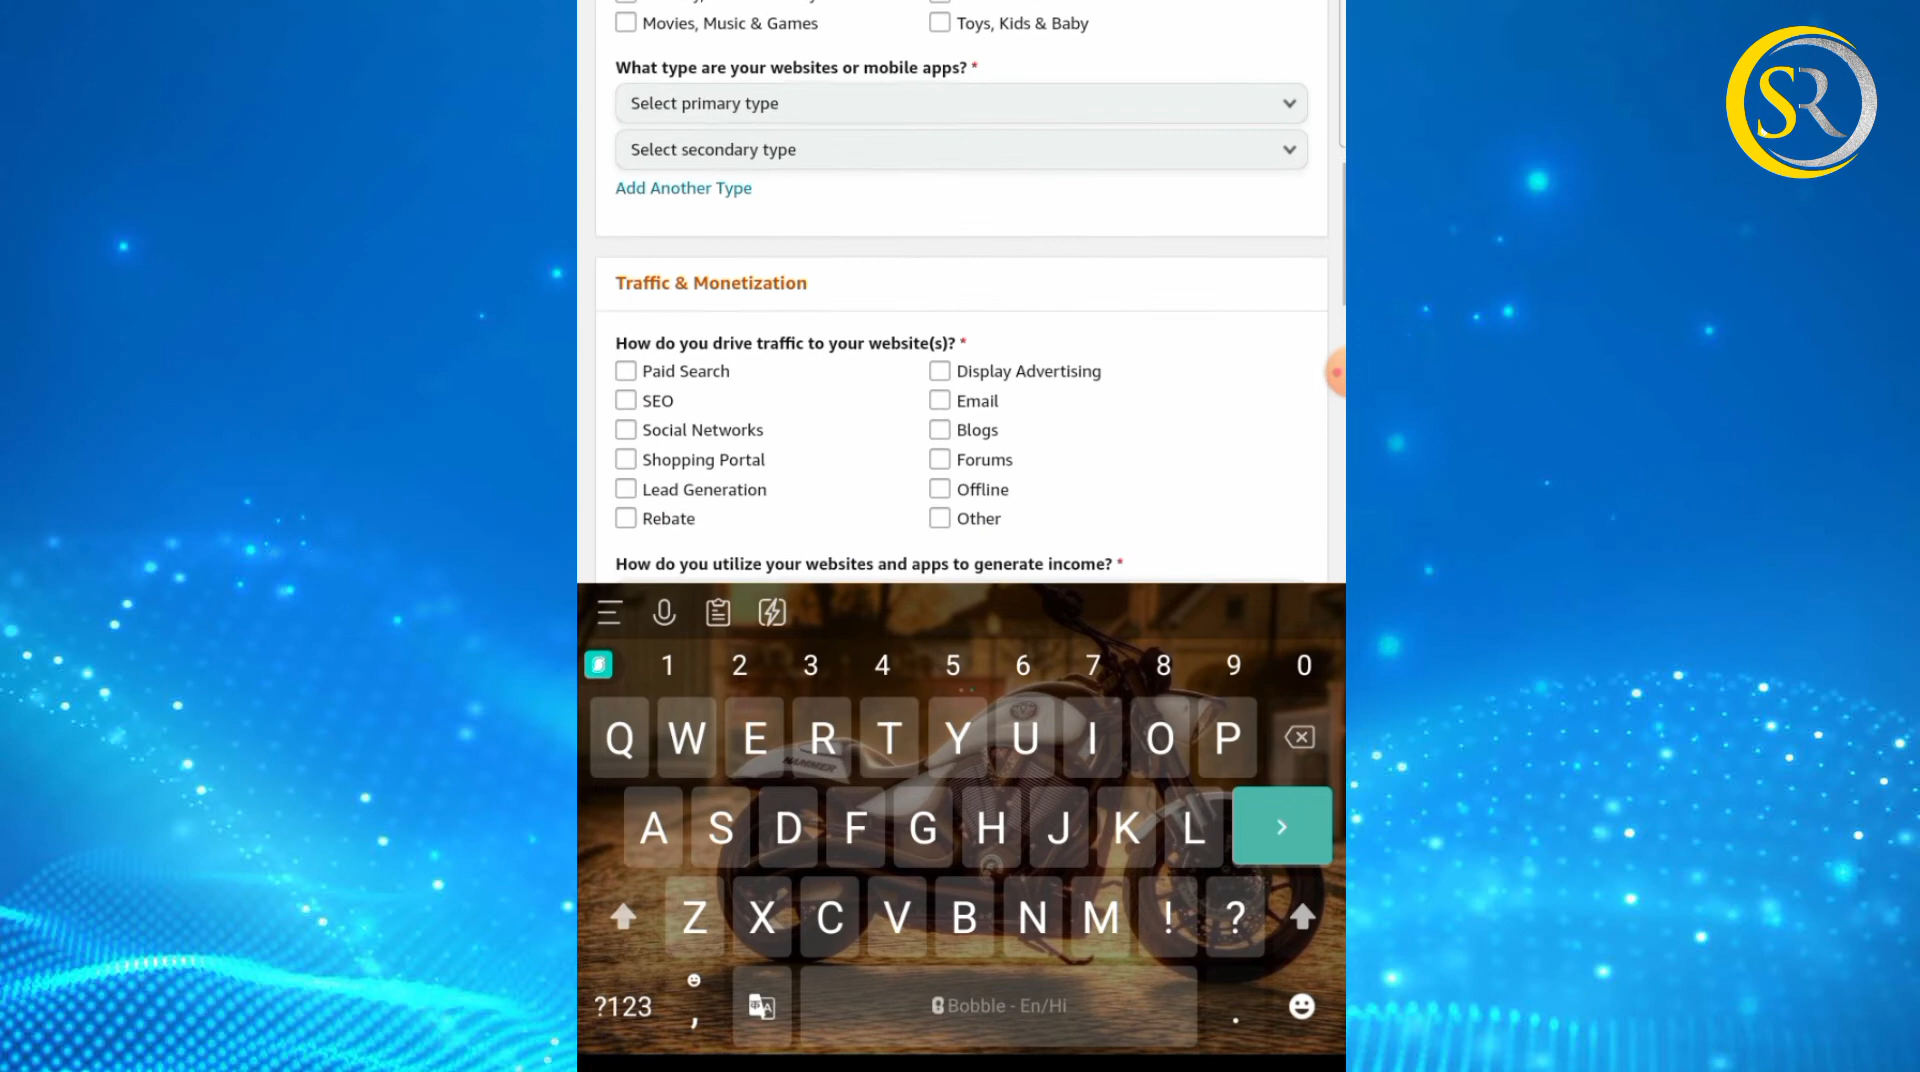 Movies, Music & Games
Toys, Kids & Baby
What type are your websites or mobile apps? *
Select primary type
Select secondary type
Add Another Type
Traffic & Monetization
How do you drive traffic to your website(s)? *
Paid Search
Display Advertising
SEO
Email
Social Networks
Blogs
Shopping Portal
Forums
Lead Generation
Offline
Rebate
Other
How do you utilize your websites and apps to generate income? *
1 2 3 4 5 6 7 8 9 0
Q W E R T Y U I O P
HAMMER
A S D F G H J K L
Z X C V B N M ! ?
?123 , Bobble - En/Hi .
SR